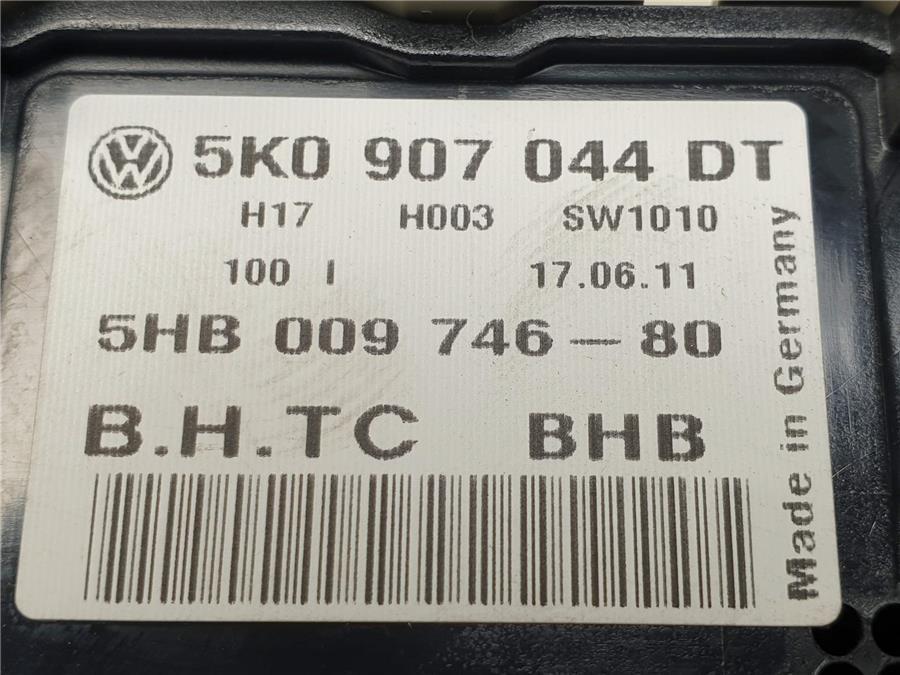 5K0 907 044 DT
H17 H003 SW1010
100 I 17.06.11
5HB 009 746-80
B.H.TC BHB
Made in Germany